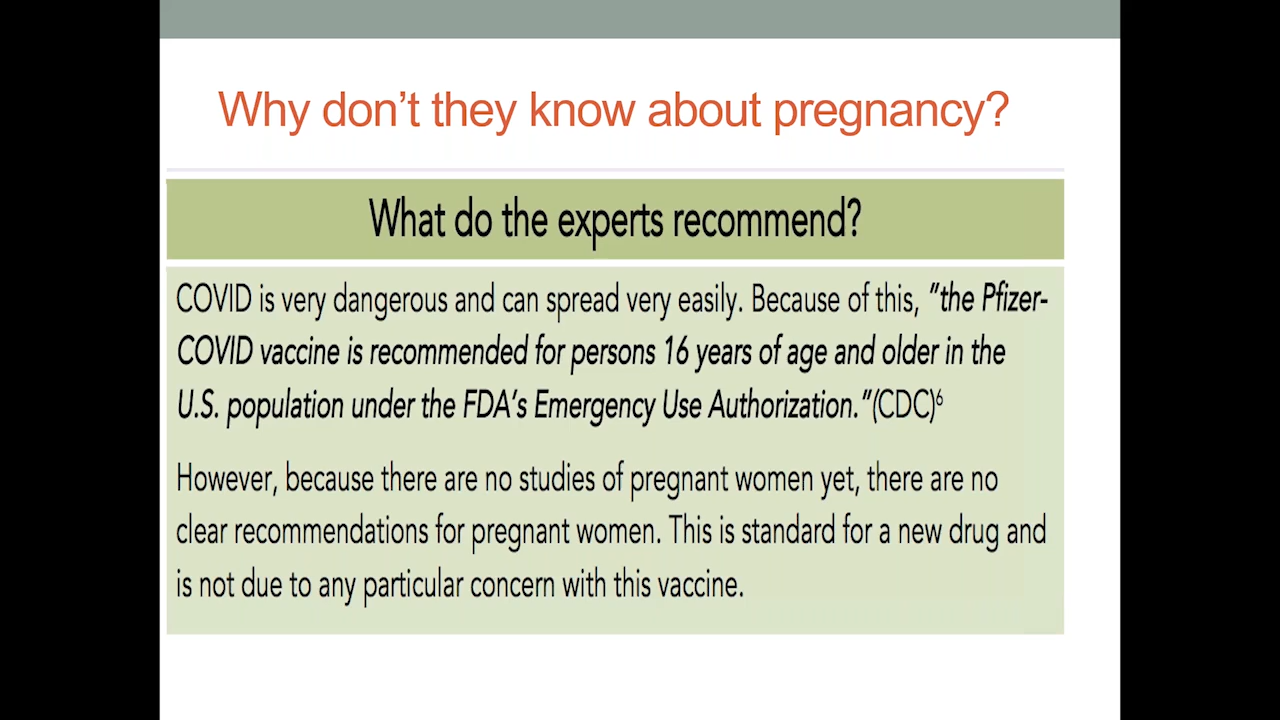 Why don’t they know about pregnancy?
What do the experts recommend?
COVID is very dangerous and can spread very easily. Because of this, "the Pfizer-
COVID vaccine is recommended for persons 16 years of age and older in the
U.S. population under the FDA’s Emergency Use Authorization."(CDC)⁶
However, because there are no studies of pregnant women yet, there are no
clear recommendations for pregnant women. This is standard for a new drug and
is not due to any particular concern with this vaccine.